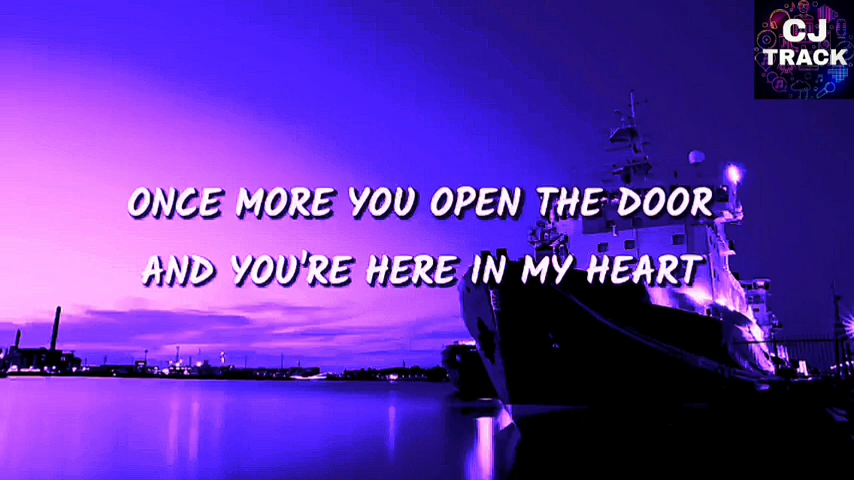 CJ
TRACK
ONCE MORE YOU OPEN THE DOOR
AND YOU'RE HERE IN MY HEART